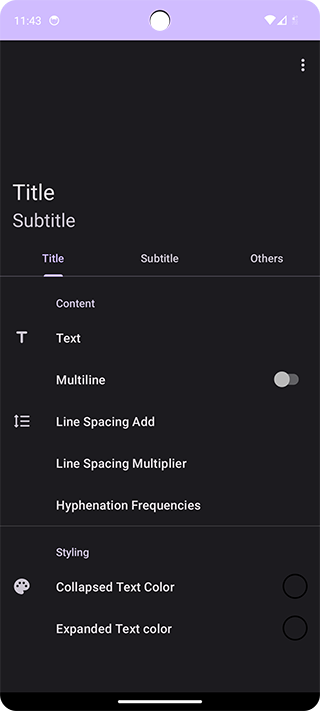 11:43
Title
Subtitle
Title Subtitle Others
Content
Text
Multiline
Line Spacing Add
Line Spacing Multiplier
Hyphenation Frequencies
Styling
Collapsed Text Color
Expanded Text color